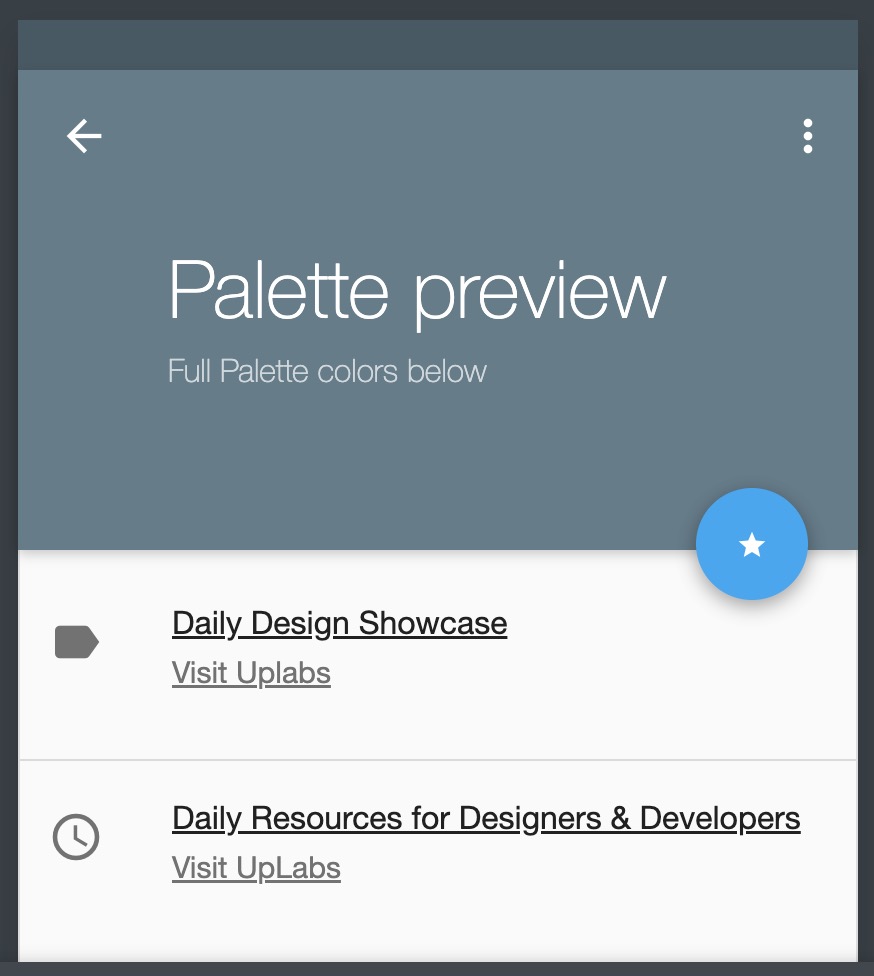 Palette preview
Full Palette colors below
Daily Design Showcase
Visit Uplabs
Daily Resources for Designers & Developers
Visit UpLabs